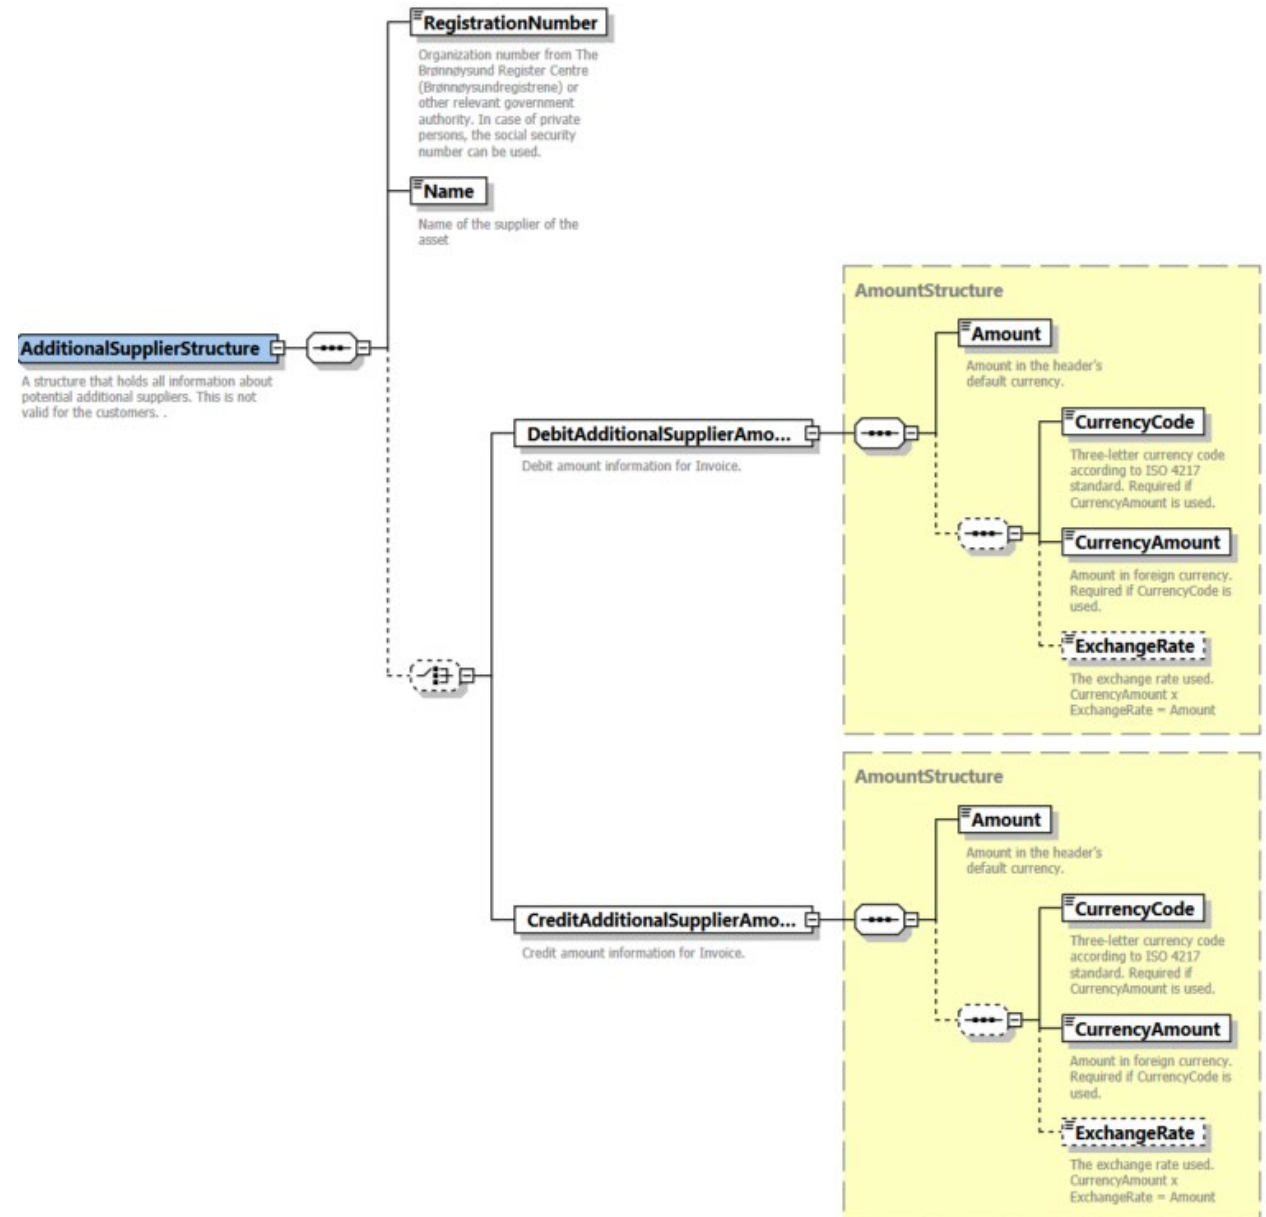 RegistrationNumber
Organization number from The
Brønnøysund Register Centre
(Brønnøysundregistrene) or
other relevant government
authority. In case of private
persons, the social security
number can be used.
Name
Name of the supplier of the
asset
AdditionalSupplierStructure
A structure that holds all information about
potential additional suppliers. This is not
valid for the customers. .
DebitAdditionalSupplierAmo...
Debit amount information for Invoice.
AmountStructure
Amount
Amount in the header's
default currency.
CurrencyCode
Three-letter currency code
according to ISO 4217
standard. Required if
CurrencyAmount is used.
CurrencyAmount
Amount in foreign currency.
Required if CurrencyCode is
used.
ExchangeRate
The exchange rate used.
CurrencyAmount x
ExchangeRate = Amount
CreditAdditionalSupplierAmo...
Credit amount information for Invoice.
AmountStructure
Amount
Amount in the header's
default currency.
CurrencyCode
Three-letter currency code
according to ISO 4217
standard. Required if
CurrencyAmount is used.
CurrencyAmount
Amount in foreign currency.
Required if CurrencyCode is
used.
ExchangeRate
The exchange rate used.
CurrencyAmount x
ExchangeRate = Amount